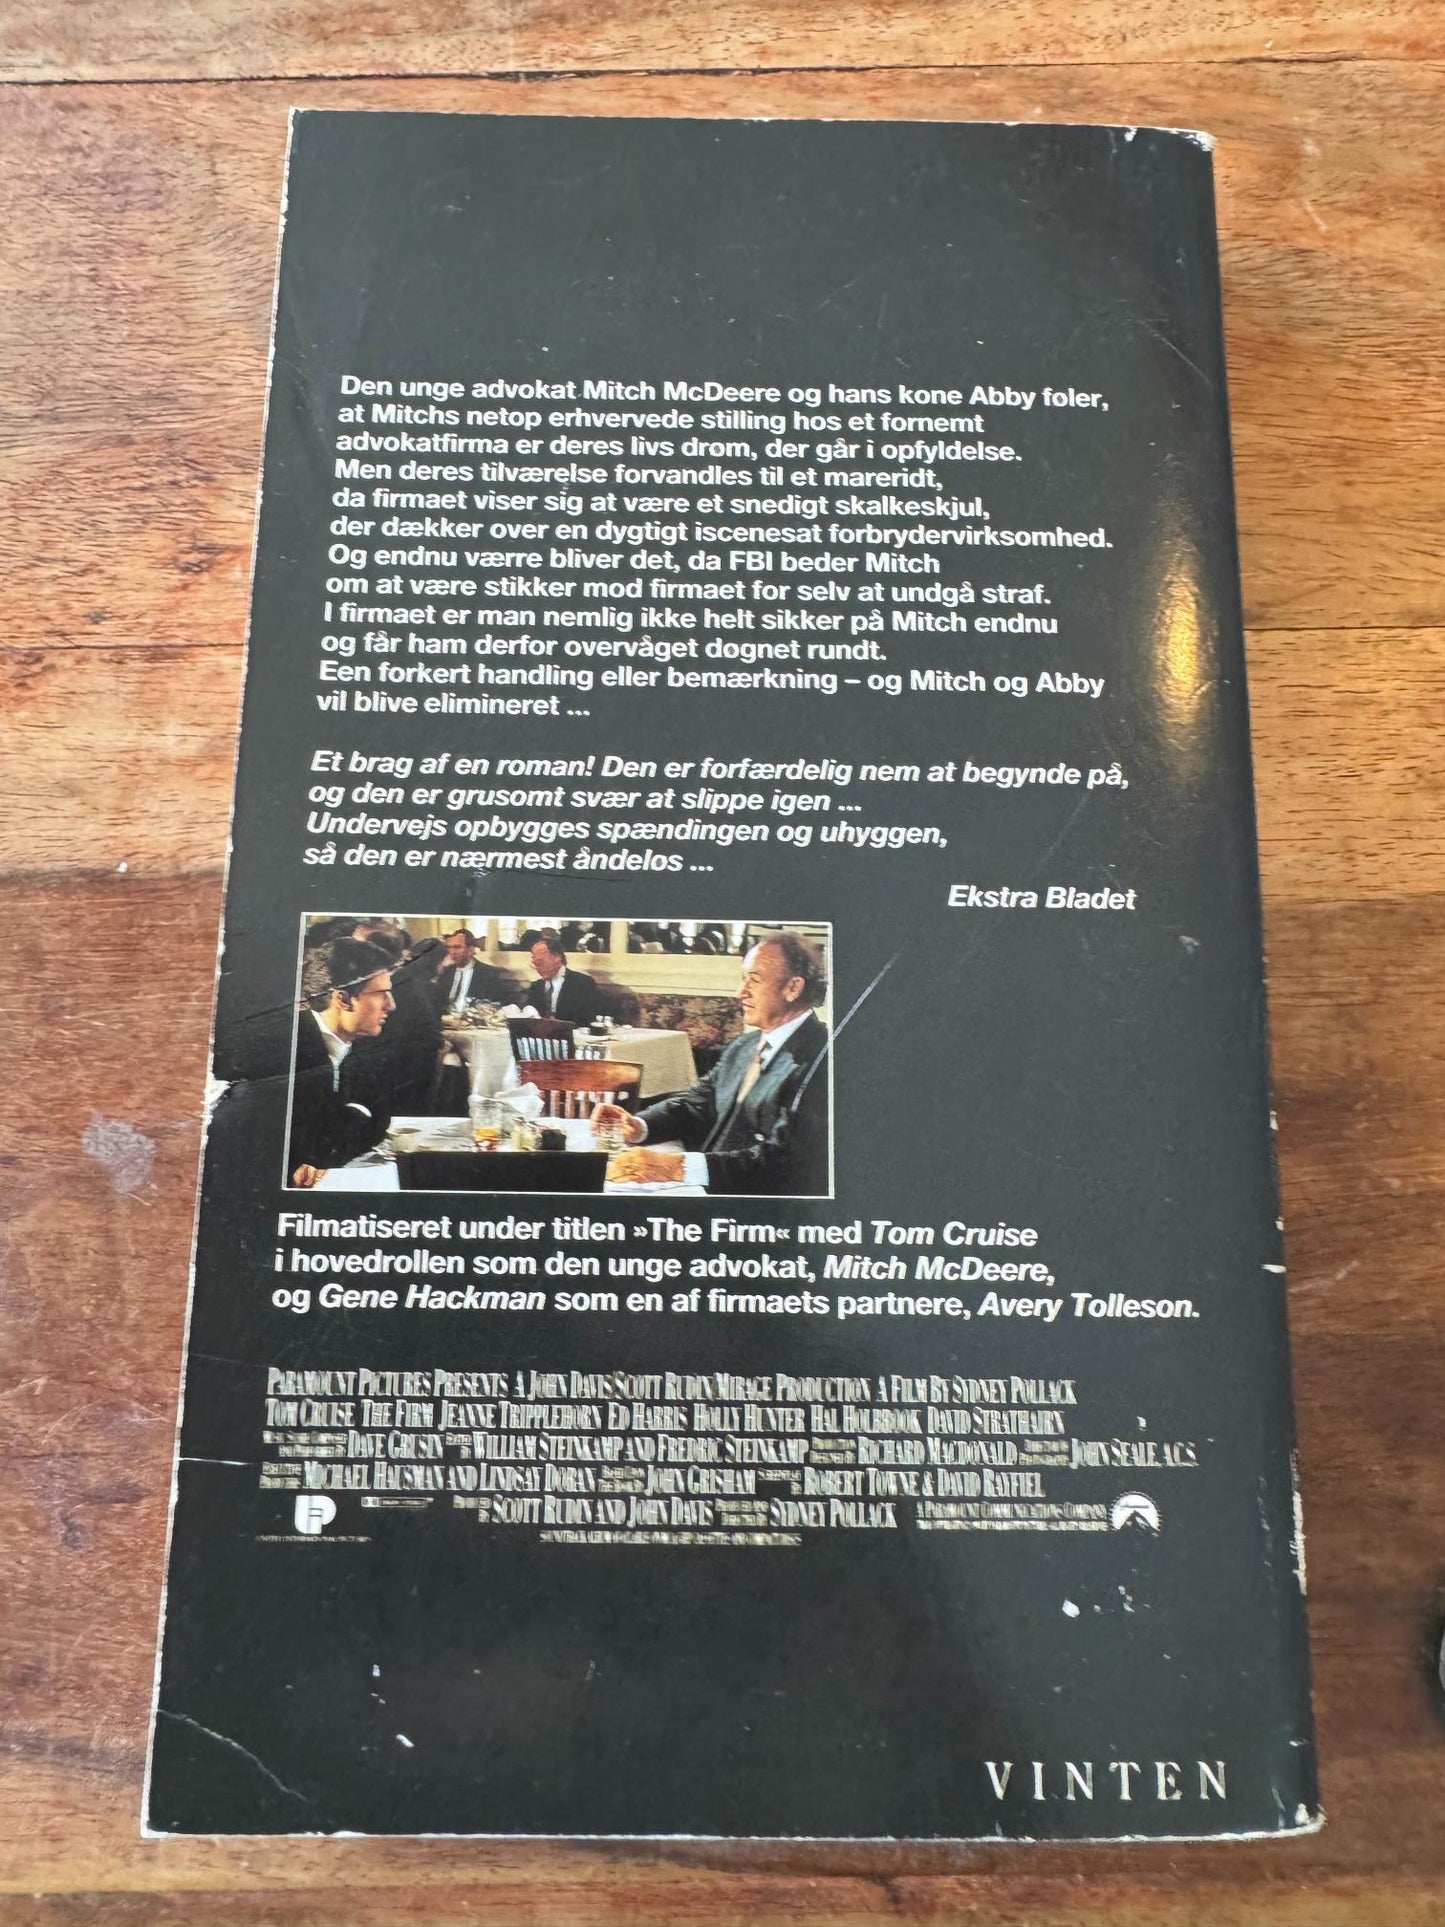 Den unge advokat Mitch McDeere og hans kone Abby føler,
at Mitchs netop erhvervede stilling hos et fornemt
advokatfirma er deres livs drøm, der går i opfyldelse.
Men deres tilværelse forvandles til et mareridt,
da firmaet viser sig at være et snedigt skalkeskjul,
der dækker over en dygtigt iscenesat forbrydervirksomhed.
Og endnu værre bliver det, da FBI beder Mitch
om at være stikker mod firmaet for selv at undgå straf.
I firmaet er man nemlig ikke helt sikker på Mitch endnu
og får ham derfor overvåget døgnet rundt.
Een forkert handling eller bemærkning – og Mitch og Abby
vil blive elimineret ...
Et brag af en roman! Den er forfærdelig nem at begynde på,
og den er grusomt svær at slippe igen ...
Undervejs opbygges spændingen og uhyggen,
så den er nærmest åndeløs ...
Ekstra Bladet
Filmatiseret under titlen »The Firm« med Tom Cruise
i hovedrollen som den unge advokat, Mitch McDeere,
og Gene Hackman som en af firmaets partnere, Avery Tolleson.
PARAMOUNT PICTURES PRESENTS A JOHN DAVIS SCOTT RUDIN MIRAGE PRODUCTION A FILM BY SYDNEY POLLACK
TOM CRUISE THE FIRM JEANNE TRIPPLEHORN ED HARRIS HOLLY HUNTER HAL HOLBROOK DAVID STRATHAIRN
DAVE GRUSIN WILLIAM STEINKAMP AND FREDRIC STEINKAMP RICHARD MACDONALD JOHN SEALE, A.C.S.
MICHAEL HAUSMAN AND LINDSAY DORAN JOHN GRISHAM ROBERT TOWNE & DAVID RAYFIEL
SCOTT RUDIN AND JOHN DAVIS SYDNEY POLLACK A PARAMOUNT COMMUNICATIONS COMPANY
VINTEN